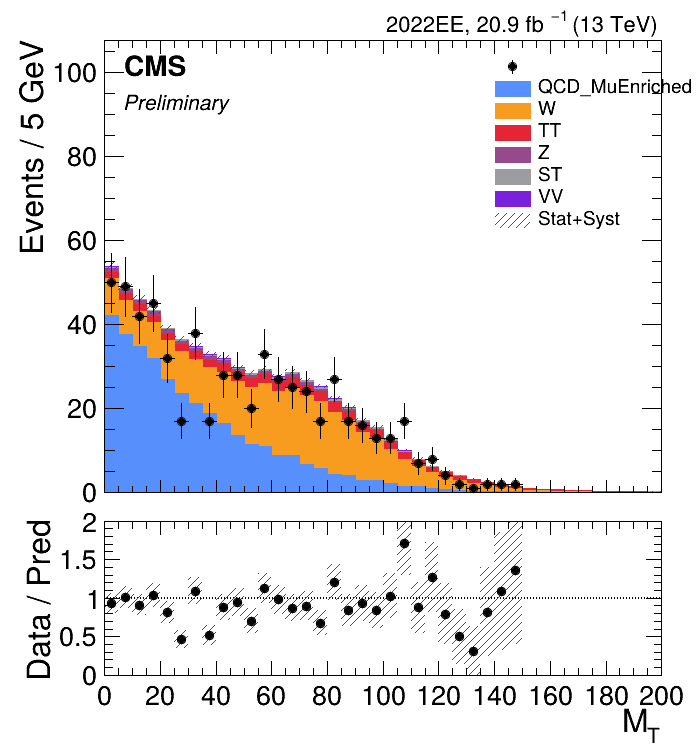 2022EE, 20.9 fb⁻¹ (13 TeV)
CMS
Preliminary
QCD_MuEnriched
W
TT
Z
ST
VV
Stat+Syst
Events / 5 GeV
100
80
60
40
20
0
Data / Pred
2
1.5
1
0.5
0
0 20 40 60 80 100 120 140 160 180 200
M_T